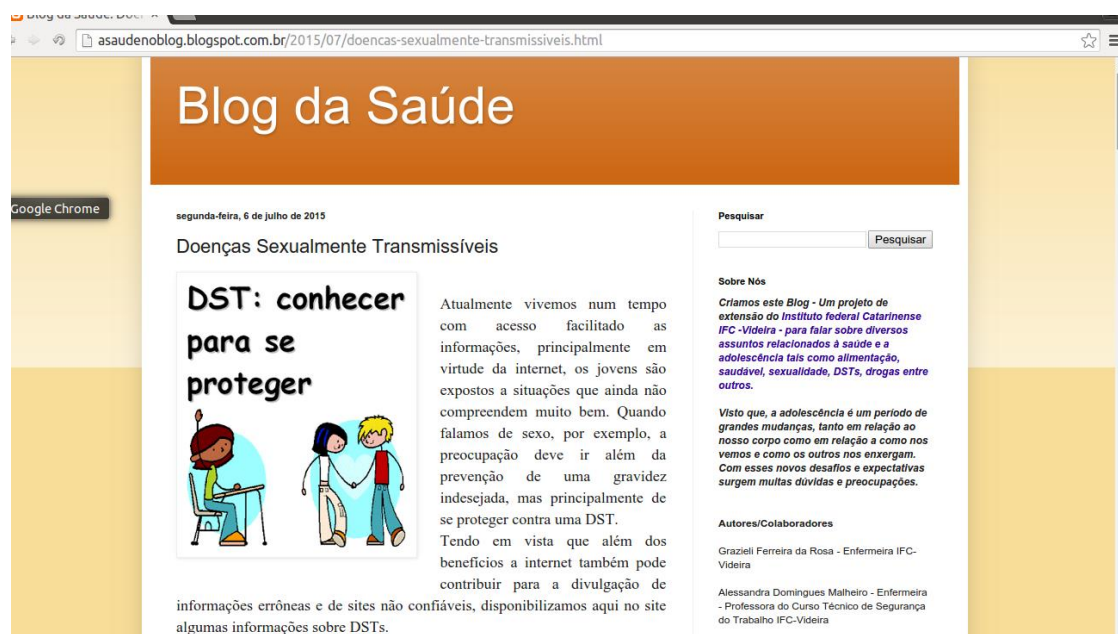 Blog da Saúde: Doer
asaudenoblog.blogspot.com.br/2015/07/doencas-sexualmente-transmissiveis.html
Blog da Saúde
Google Chrome
segunda-feira, 6 de julho de 2015
Doenças Sexualmente Transmissíveis
DST: conhecer
para se
proteger
Atualmente vivemos num tempo
com acesso facilitado as
informações, principalmente em
virtude da internet, os jovens são
expostos a situações que ainda não
compreendem muito bem. Quando
falamos de sexo, por exemplo, a
preocupação deve ir além da
prevenção de uma gravidez
indesejada, mas principalmente de
se proteger contra uma DST.
Tendo em vista que além dos
benefícios a internet também pode
contribuir para a divulgação de
informações errôneas e de sites não confiáveis, disponibilizamos aqui no site
algumas informações sobre DSTs.
Pesquisar
Pesquisar
Sobre Nós
Criamos este Blog - Um projeto de
extensão do Instituto federal Catarinense
IFC -Videira - para falar sobre diversos
assuntos relacionados à saúde e a
adolescência tais como alimentação,
saudável, sexualidade, DSTs, drogas entre
outros.
Visto que, a adolescência é um período de
grandes mudanças, tanto em relação ao
nosso corpo como em relação a como nos
vemos e como os outros nos enxergam.
Com esses novos desafios e expectativas
surgem muitas dúvidas e preocupações.
Autores/Colaboradores
Grazieli Ferreira da Rosa - Enfermeira IFC-
Videira
Alessandra Domingues Malheiro - Enfermeira
- Professora do Curso Técnico de Segurança
do Trabalho IFC-Videira